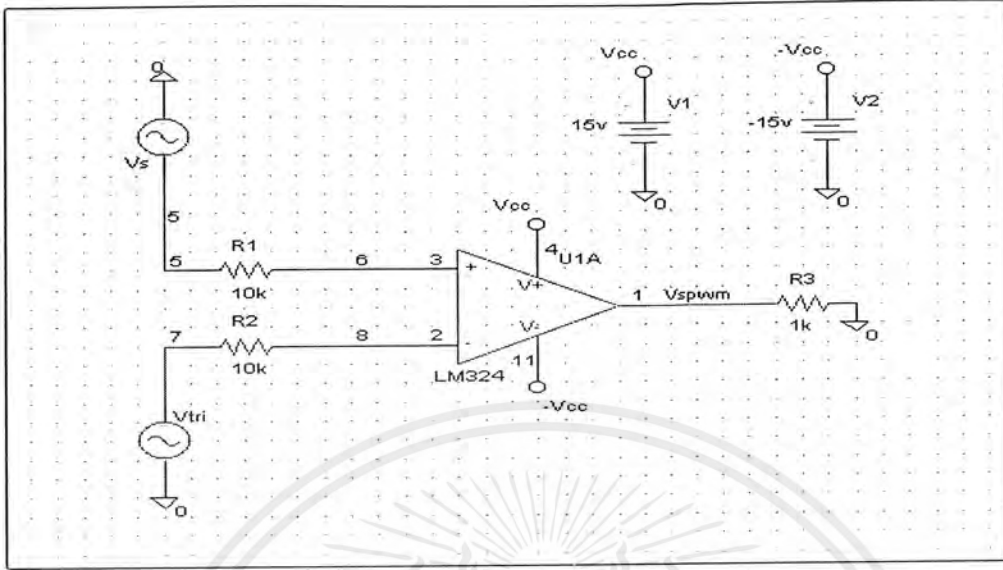 Vcc
-Vcc
0
V1
V2
15v
-15v
Vs
0
0
5
Vcc
5
R1
6
3
+
4
U1A
10k
V+
R3
7
R2
8
2
-
V-
1
Vspwm
1k
0
10k
11
LM324
-Vcc
Vtri
0